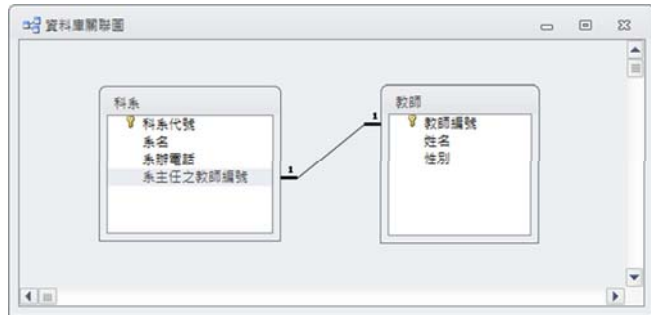 資料庫關聯圖
科系
科系代號
系名
系辦電話
系主任之教師編號
1
1
教師
教師編號
姓名
性別